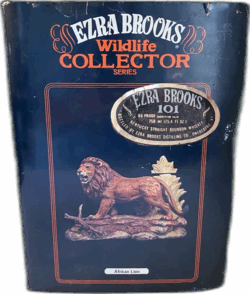 EZRA BROOKS®
Wildlife
COLLECTOR
SERIES
EZRA BROOKS
101
KENTUCKY STRAIGHT BOURBON WHISKEY
African Lion